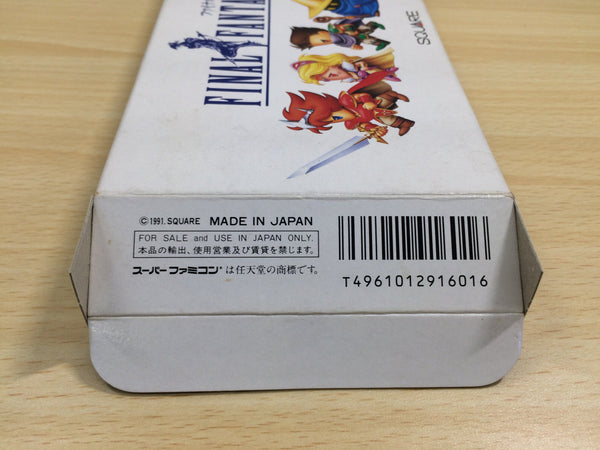 FINAL FANTA
SQUARE
© 1991. SQUARE MADE IN JAPAN
FOR SALE and USE IN JAPAN ONLY.
本品の輸出、使用営業及び賃貸を禁じます。
スーパーファミコン®は任天堂の商標です。
T4961012916016